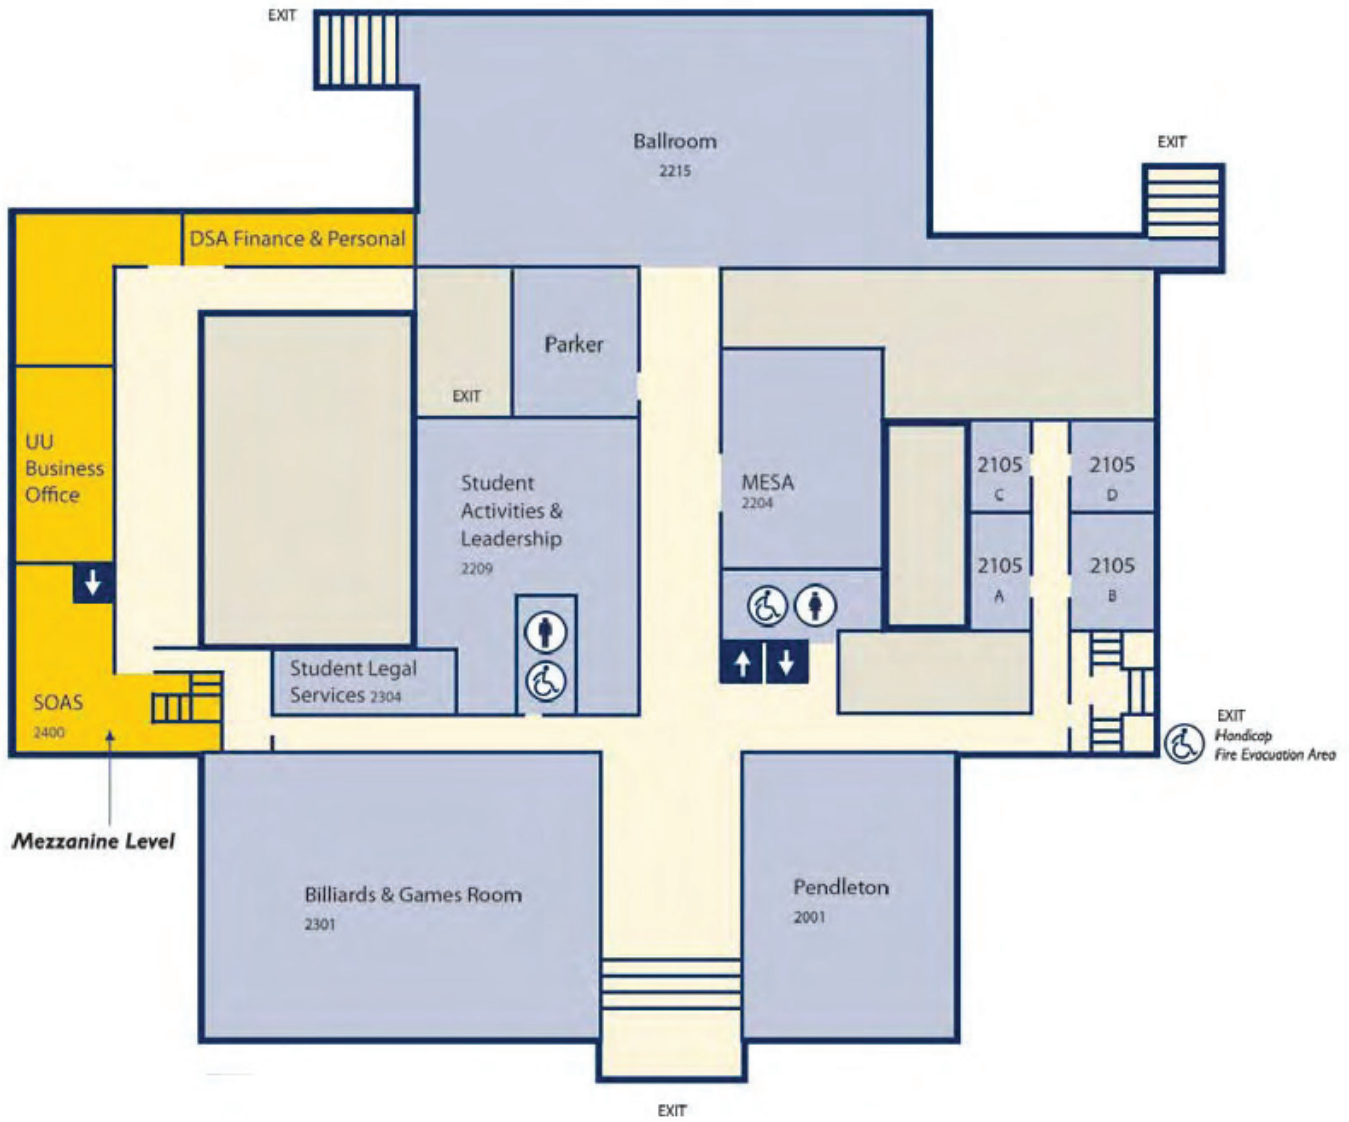 EXIT
Ballroom
2215
EXIT
DSA Finance & Personal
Parker
EXIT
UU
Business
Office
Student
Activities &
Leadership
2209
MESA
2204
2105
C
2105
D
2105
A
2105
B
Student Legal
Services 2304
SOAS
2400
EXIT
Handicap
Fire Evacuation Area
Mezzanine Level
Billiards & Games Room
2301
Pendleton
2001
EXIT